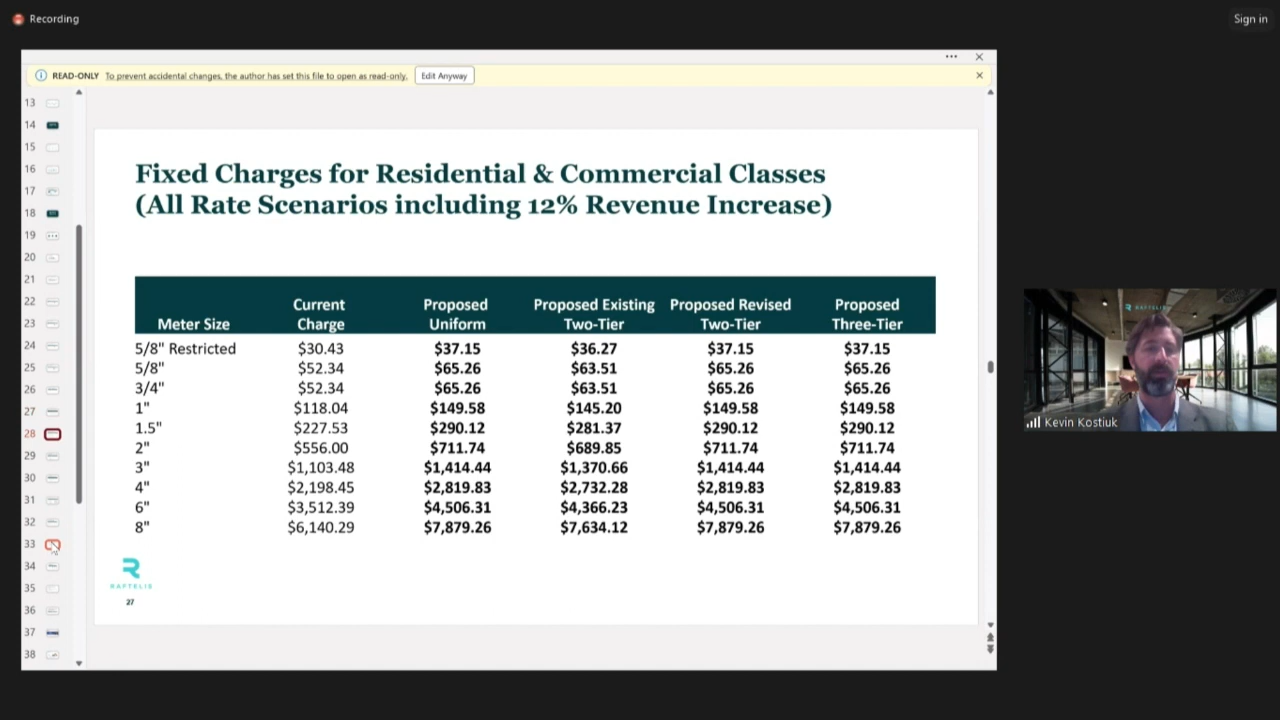 Recording
Sign in
READ-ONLY To prevent accidental changes, the author has set this file to open as read-only. Edit Anyway
13
14
15
16
17
18
19
20
21
22
23
24
25
26
27
28
29
30
31
32
33
34
35
36
37
38
Fixed Charges for Residential & Commercial Classes
(All Rate Scenarios including 12% Revenue Increase)
Meter Size Current Charge Proposed Uniform Proposed Existing Two-Tier Proposed Revised Two-Tier Proposed Three-Tier
5/8" Restricted $30.43 $37.15 $36.27 $37.15 $37.15
5/8" $52.34 $65.26 $63.51 $65.26 $65.26
3/4" $52.34 $65.26 $63.51 $65.26 $65.26
1" $118.04 $149.58 $145.20 $149.58 $149.58
1.5" $227.53 $290.12 $281.37 $290.12 $290.12
2" $556.00 $711.74 $689.85 $711.74 $711.74
3" $1,103.48 $1,414.44 $1,370.66 $1,414.44 $1,414.44
4" $2,198.45 $2,819.83 $2,732.28 $2,819.83 $2,819.83
6" $3,512.39 $4,506.31 $4,366.23 $4,506.31 $4,506.31
8" $6,140.29 $7,879.26 $7,634.12 $7,879.26 $7,879.26
RAFTELIS
27
RAFTELIS
Kevin Kostiuk